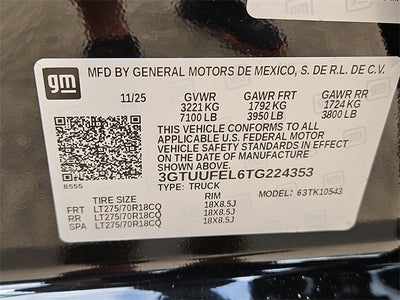 gm
MFD BY GENERAL MOTORS DE MEXICO, S. DE R.L. DE C.V.
11/25 GVWR GAWR FRT GAWR RR
3221 KG 1792 KG 1724 KG
7100 LB 3950 LB 3800 LB
THIS VEHICLE CONFORMS TO ALL
APPLICABLE U.S. FEDERAL MOTOR
VEHICLE SAFETY STANDARDS IN EFFECT
ON THE DATE OF MANUFACTURE
SHOWN ABOVE.
8555 3GTUUFEL6TG224353
TYPE: TRUCK MODEL: 63TK10543
TIRE SIZE RIM
FRT LT275/70R18CQ 18X8.5J
RR LT275/70R18CQ 18X8.5J
SPA LT275/70R18CQ 18X8.5J